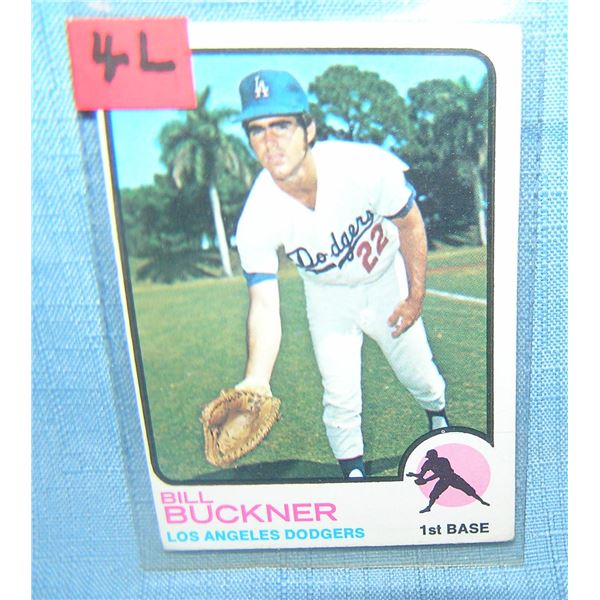 4L
LA
Dodgers
22
BILL
BUCKNER
LOS ANGELES DODGERS
1st BASE